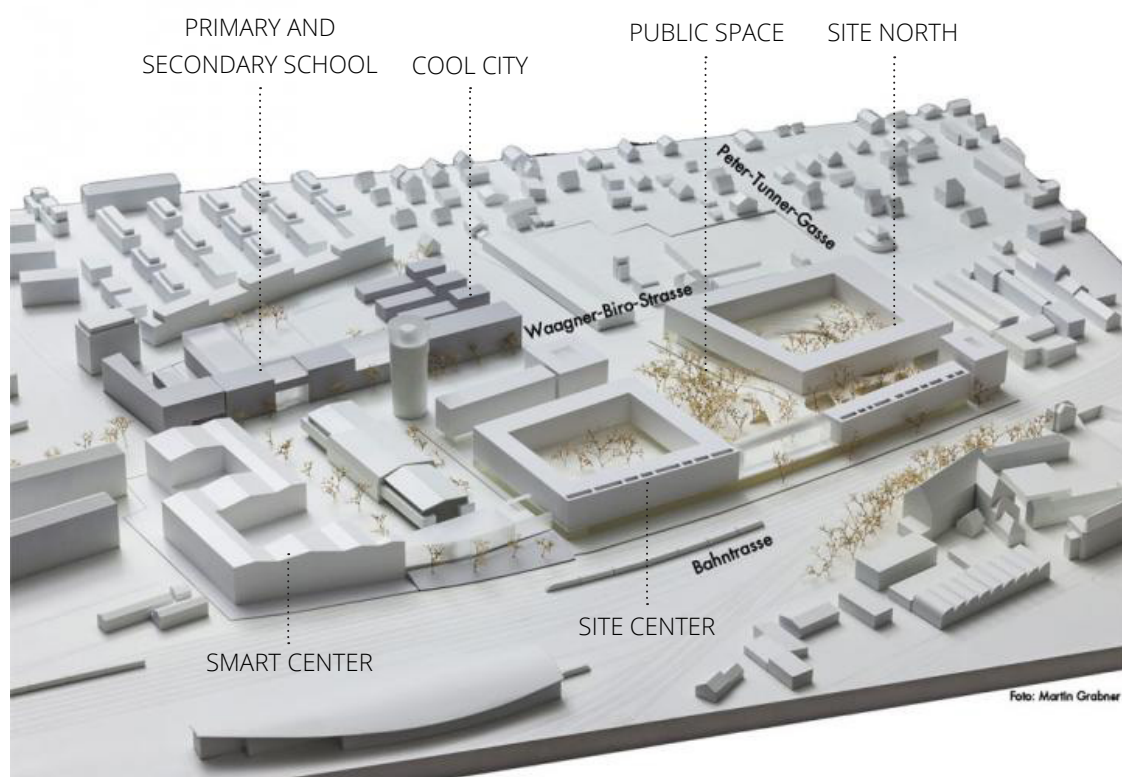 PRIMARY AND
SECONDARY SCHOOL
COOL CITY
PUBLIC SPACE
SITE NORTH
Peter-Tunner-Gasse
Waagner-Biro-Strasse
Bahntrasse
SITE CENTER
SMART CENTER
Foto: Martin Grabner